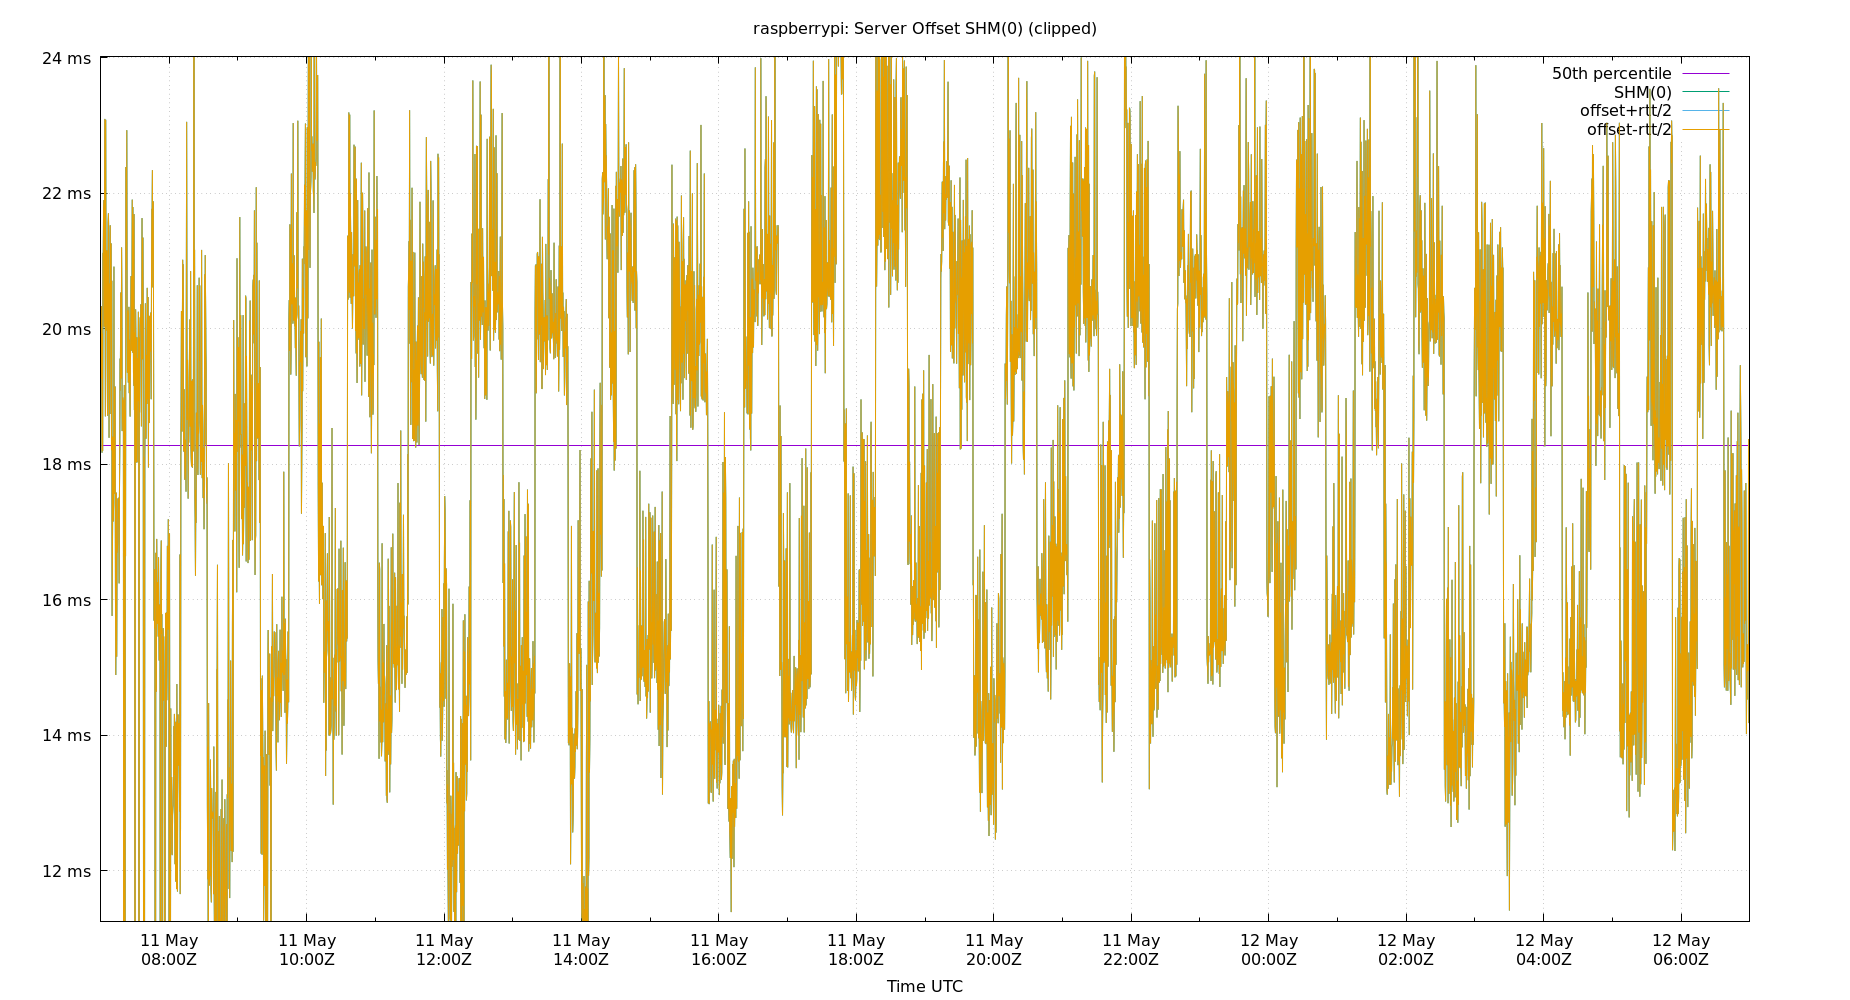 raspberrypi: Server Offset SHM(0) (clipped)
24 ms
22 ms
20 ms
18 ms
16 ms
14 ms
12 ms
50th percentile
SHM(0)
offset+rtt/2
offset-rtt/2
11 May 11 May 11 May 11 May 11 May 11 May 11 May 11 May 12 May 12 May 12 May 12 May
08:00Z 10:00Z 12:00Z 14:00Z 16:00Z 18:00Z 20:00Z 22:00Z 00:00Z 02:00Z 04:00Z 06:00Z
Time UTC